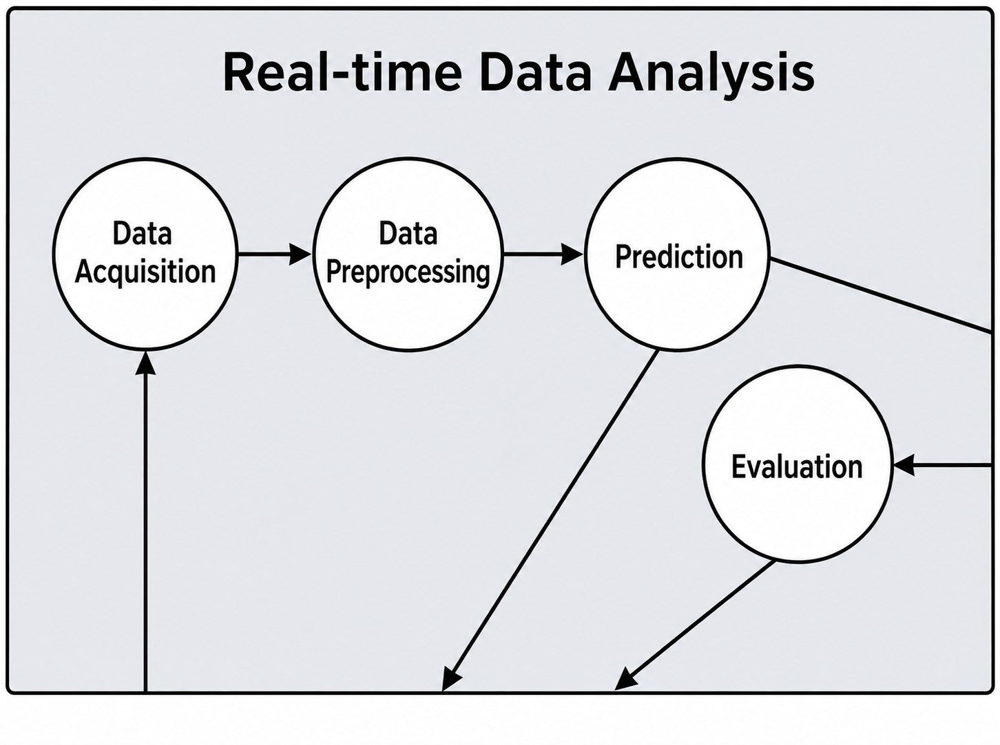 Real-time Data Analysis
Data
Acquisition
Data
Preprocessing
Prediction
Evaluation